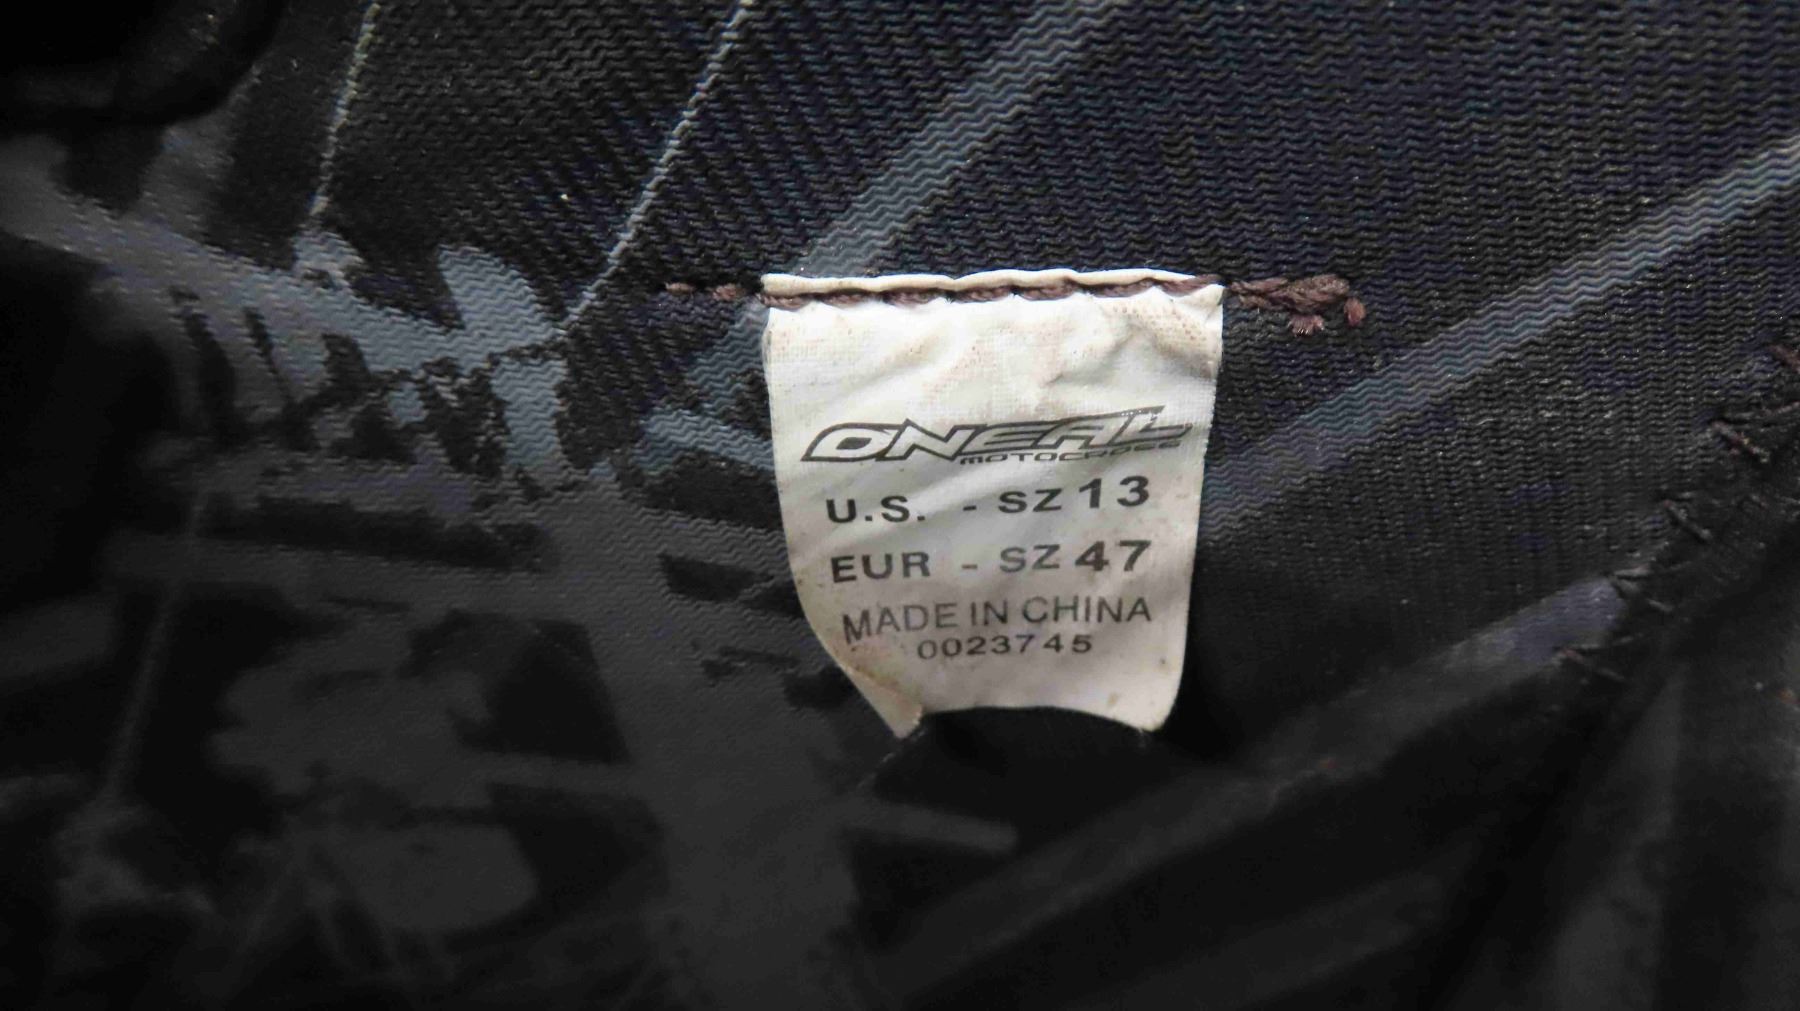 ONEAL
MOTOCROSS
U.S. - SZ 13
EUR - SZ 47
MADE IN CHINA
0023745